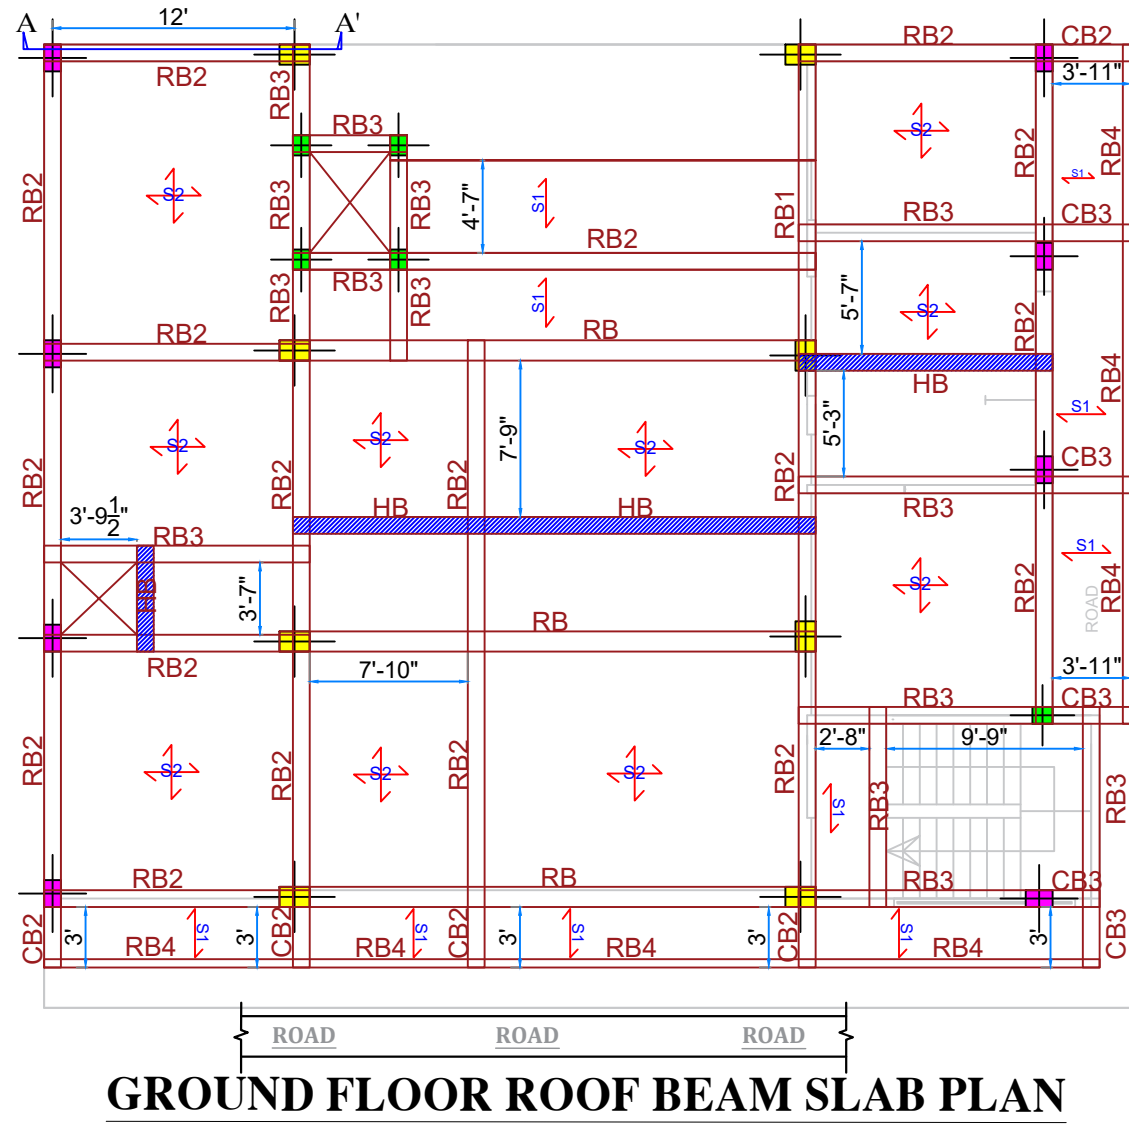 A
12'
A'
RB2
CB2
RB2
RB3
3'-11"
RB3
RB2
RB4
S2
S2
S1
RB2
RB3
RB3
4'-7"
S1
RB1
RB3
CB3
RB2
RB3
RB3
RB3
S1
5'-7"
S2
RB2
RB2
RB
HB
RB4
5'-3"
S1
S2
S2
7'-9"
S2
RB2
RB2
RB2
RB2
CB3
HB
HB
RB3
3'-9 1/2"
RB3
S1
HB
3'-7"
S2
RB2
RB4
ROAD
RB
RB2
7'-10"
3'-11"
RB3
CB3
2'-8"
9'-9"
RB2
S2
RB2
S2
RB2
S2
RB2
S1
RB3
RB3
RB2
RB
RB3
CB3
CB2
3'
S1
3'
CB2
S1
CB2
3'
S1
3'
CB2
S1
3'
CB3
RB4
RB4
RB4
RB4
ROAD
ROAD
ROAD
GROUND FLOOR ROOF BEAM SLAB PLAN